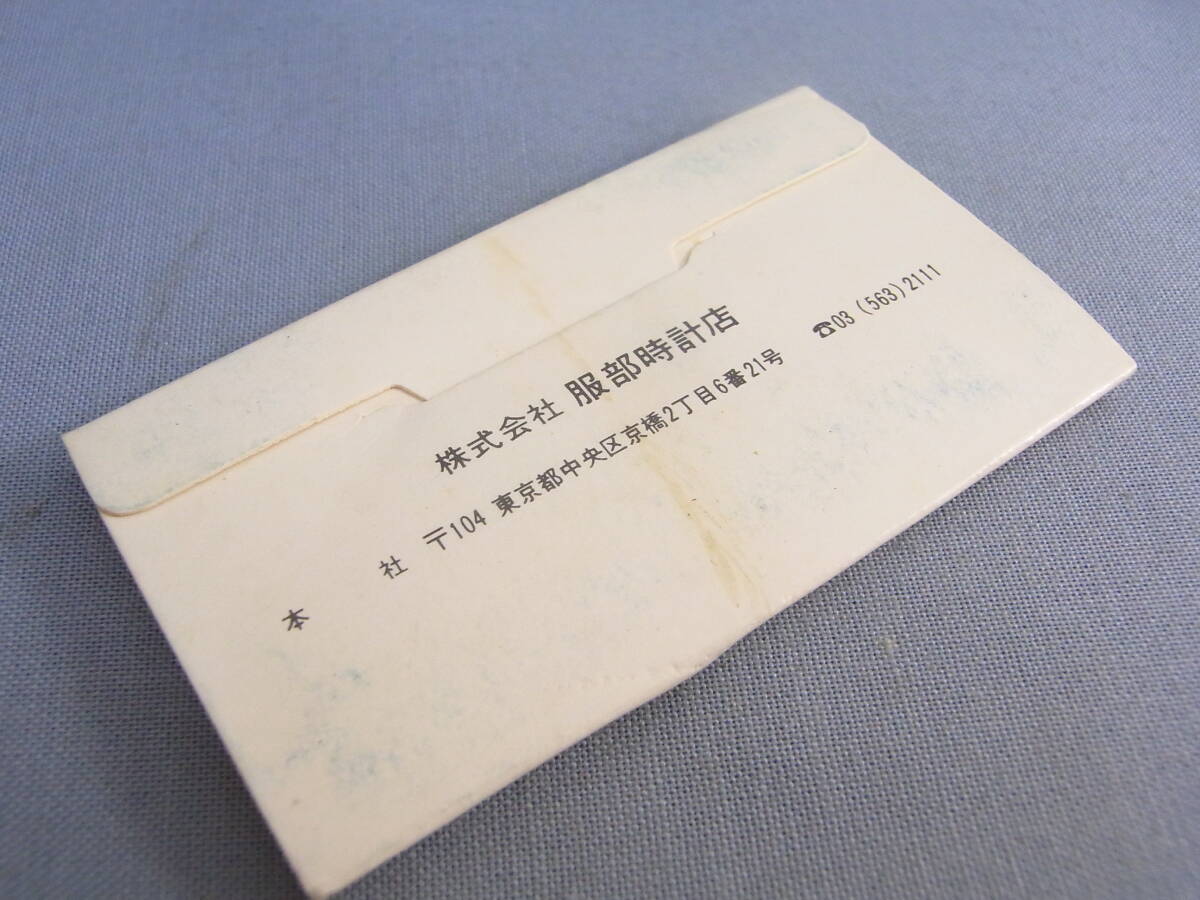 株式会社 服部時計店
本 社 〒104 東京都中央区京橋2丁目6番21号 ☎03 (563) 2111